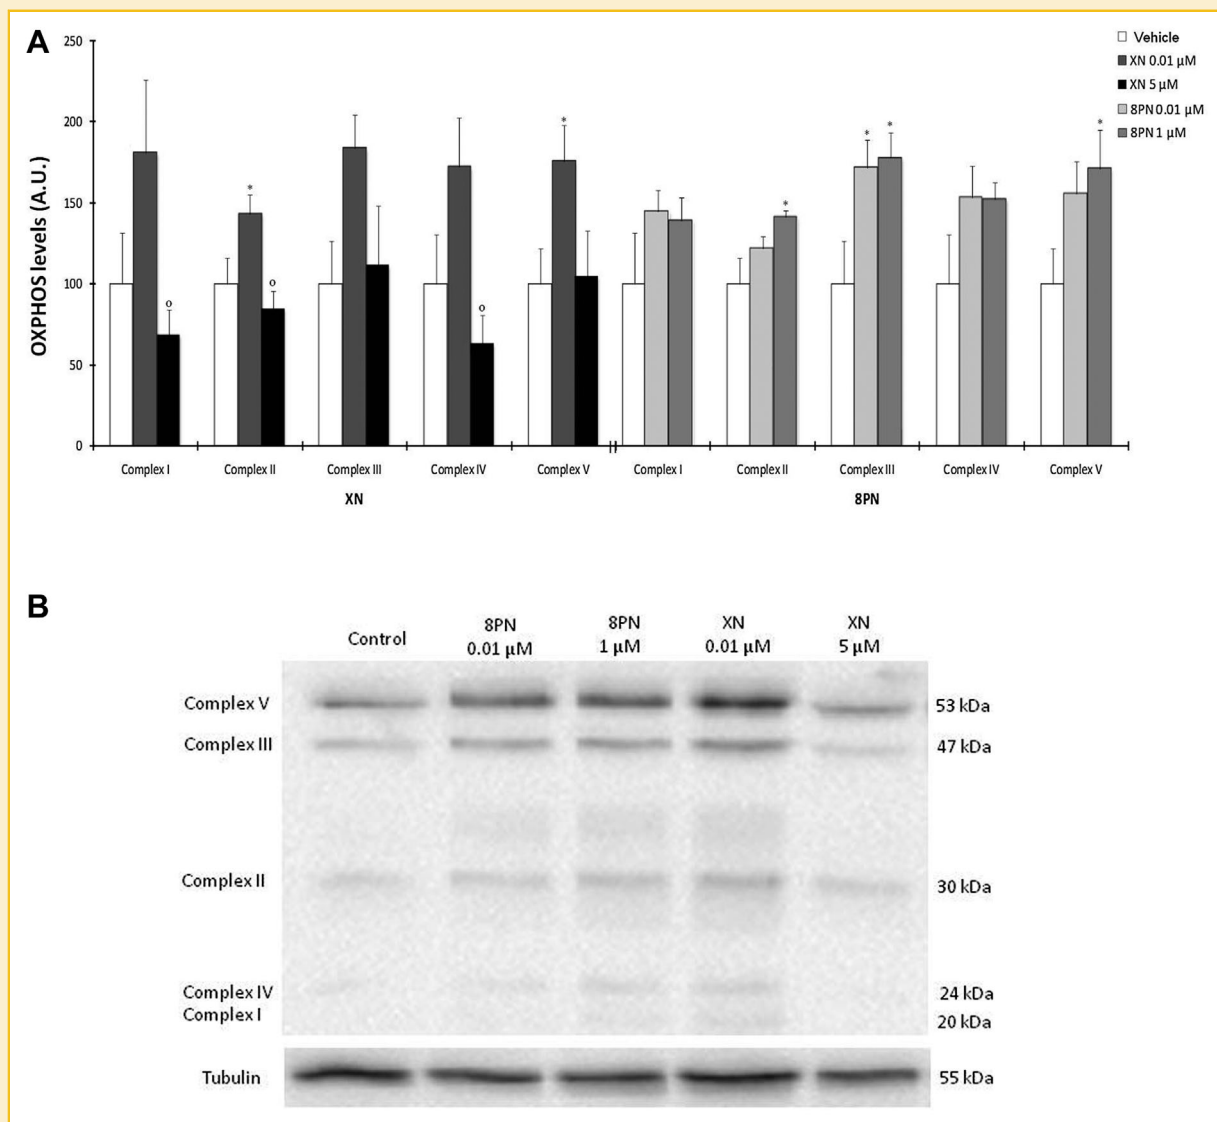 A
250
200
150
100
50
0
OXPHOS levels (A.U.)
Vehicle
XN 0.01 µM
XN 5 µM
8PN 0.01 µM
8PN 1 µM
* * * * * *
o o o
Complex I Complex II Complex III Complex IV Complex V Complex I Complex II Complex III Complex IV Complex V
XN 8PN
B
Control 8PN 0.01 µM 8PN 1 µM XN 0.01 µM XN 5 µM
Complex V 53 kDa
Complex III 47 kDa
Complex II 30 kDa
Complex IV 24 kDa
Complex I 20 kDa
Tubulin 55 kDa